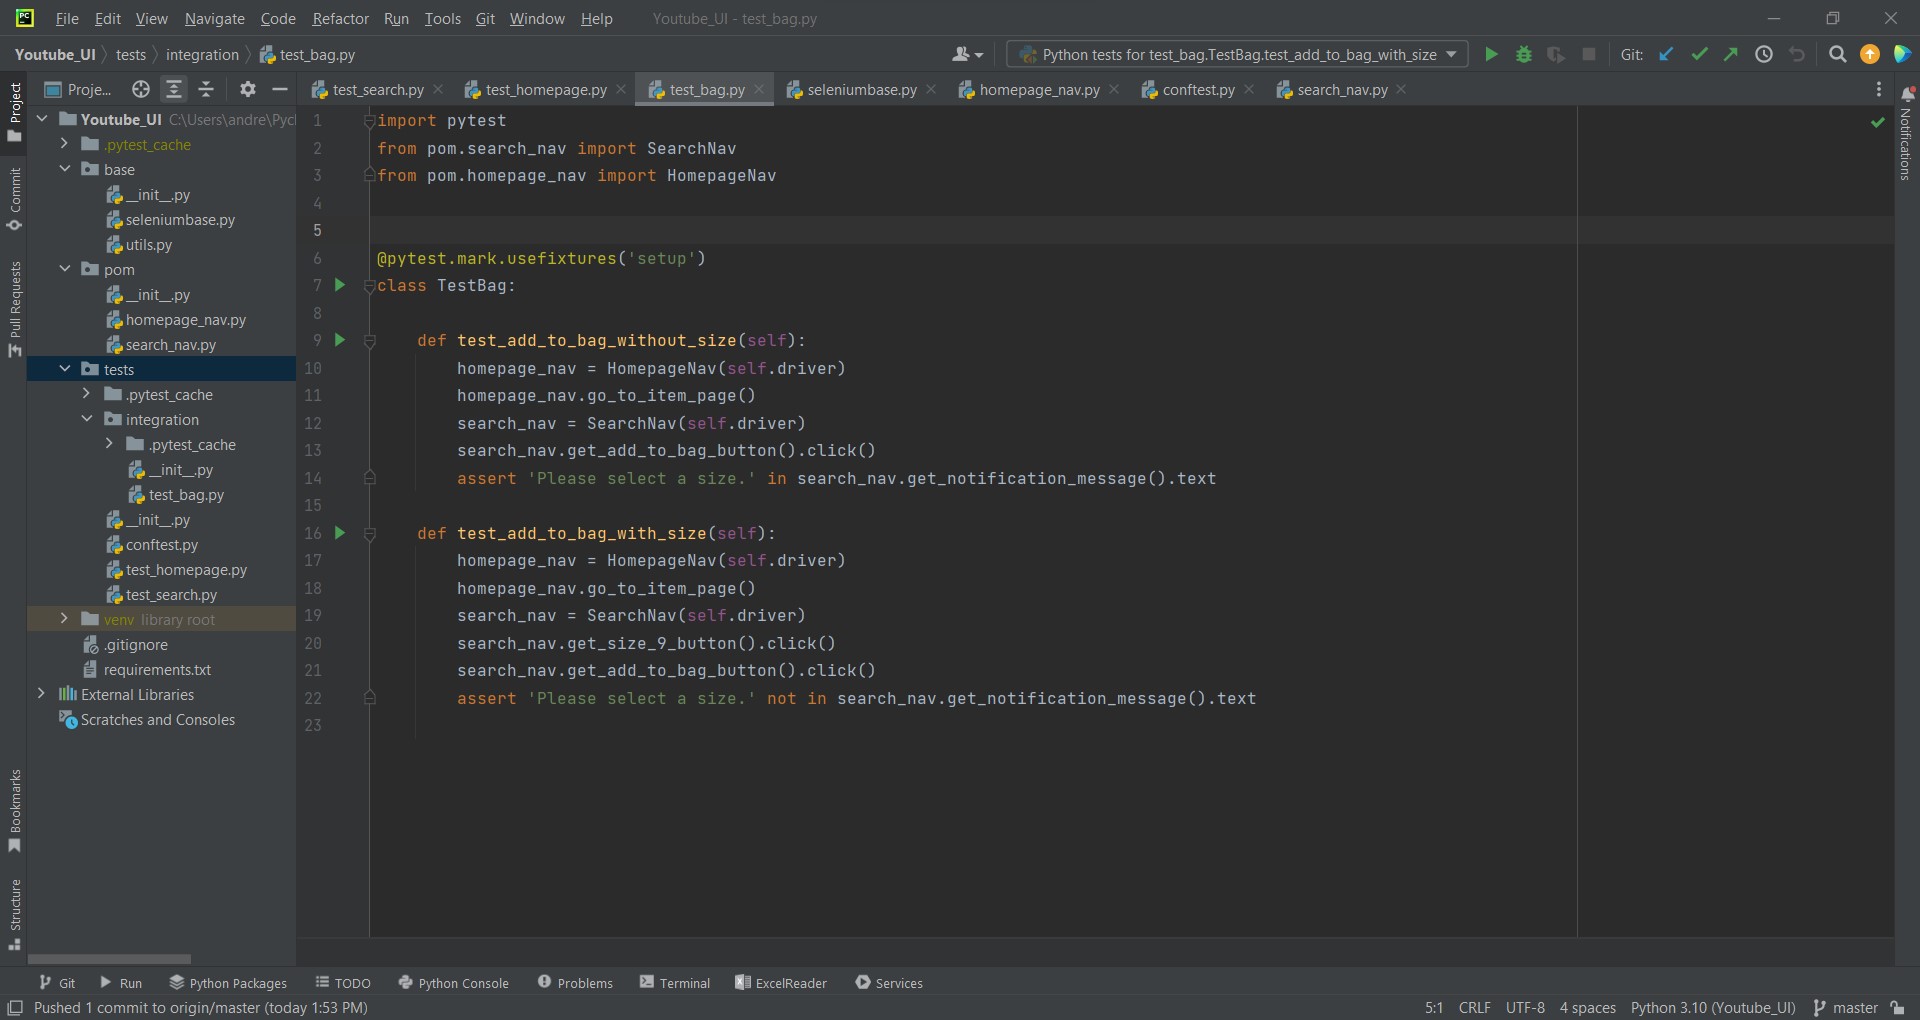 PC
File Edit View Navigate Code Refactor Run Tools Git Window Help Youtube_UI - test_bag.py
Youtube_UI tests integration test_bag.py
Python tests for test_bag.TestBag.test_add_to_bag_with_size
Git:
Project
Commit
Pull Requests
Bookmarks
Structure
Proje...
Youtube_UI C:\Users\andre\Pycl
.pytest_cache
base
__init__.py
seleniumbase.py
utils.py
pom
__init__.py
homepage_nav.py
search_nav.py
tests
.pytest_cache
integration
.pytest_cache
__init__.py
test_bag.py
__init__.py
conftest.py
test_homepage.py
test_search.py
venv library root
.gitignore
requirements.txt
External Libraries
Scratches and Consoles
test_search.py test_homepage.py test_bag.py seleniumbase.py homepage_nav.py conftest.py search_nav.py
1 import pytest
2 from pom.search_nav import SearchNav
3 from pom.homepage_nav import HomepageNav
4
5
6 @pytest.mark.usefixtures('setup')
7 class TestBag:
8
9 def test_add_to_bag_without_size(self):
10 homepage_nav = HomepageNav(self.driver)
11 homepage_nav.go_to_item_page()
12 search_nav = SearchNav(self.driver)
13 search_nav.get_add_to_bag_button().click()
14 assert 'Please select a size.' in search_nav.get_notification_message().text
15
16 def test_add_to_bag_with_size(self):
17 homepage_nav = HomepageNav(self.driver)
18 homepage_nav.go_to_item_page()
19 search_nav = SearchNav(self.driver)
20 search_nav.get_size_9_button().click()
21 search_nav.get_add_to_bag_button().click()
22 assert 'Please select a size.' not in search_nav.get_notification_message().text
23
Notifications
Git Run Python Packages TODO Python Console Problems Terminal ExcelReader Services
Pushed 1 commit to origin/master (today 1:53 PM)
5:1 CRLF UTF-8 4 spaces Python 3.10 (Youtube_UI) master